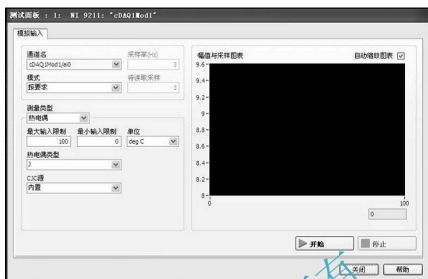 测试面板 : 1: NI 9211: "cDAQ1Mod1"
模拟输入
通道名
采样率(Hz)
cDAQ1Mod1/ai0
3
模式
待读取采样
按要求
3
测量类型
热电偶
最大输入限制
最小输入限制
单位
100
0
deg C
热电偶类型
J
CJC源
内置
幅值与采样图表
自动缩放图表
9.6
9.4
9.2
9
8.8
8.6
8.4
8.2
8
0
100
0
开始
停止
关闭
帮助